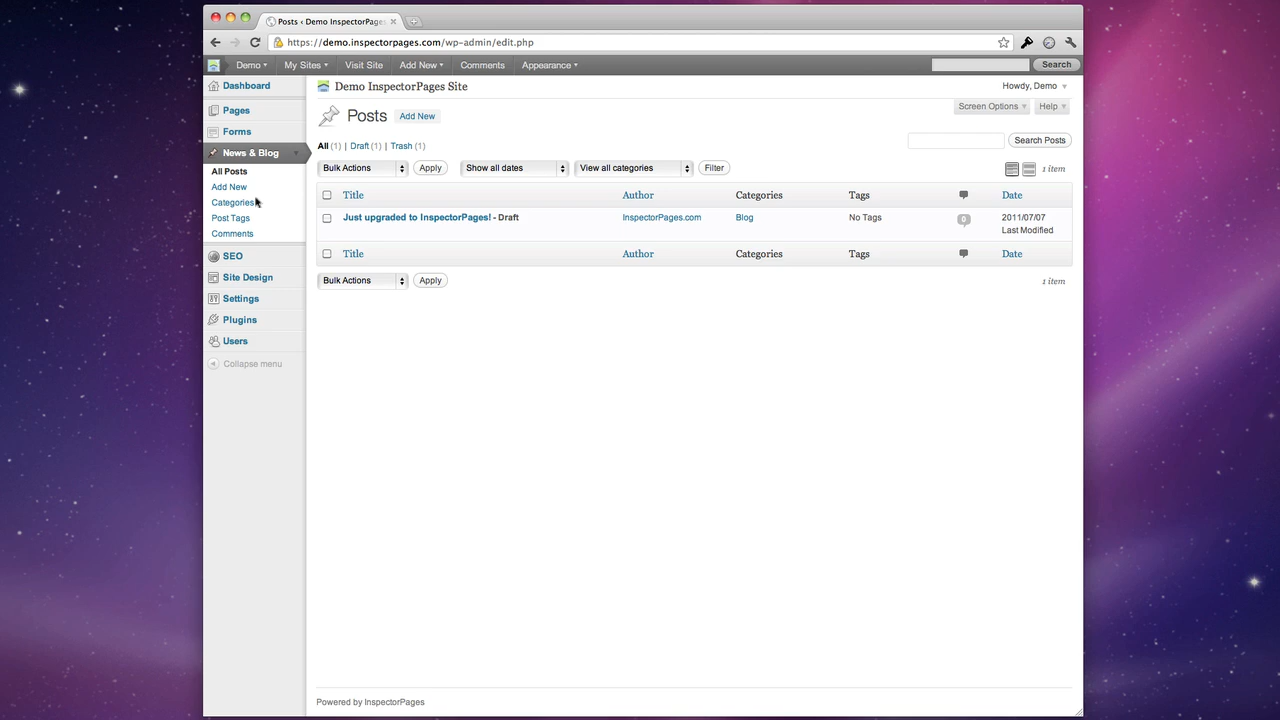 Posts ‹ Demo InspectorPage
https://demo.inspectorpages.com/wp-admin/edit.php
Demo My Sites Visit Site Add New Comments Appearance Search
Dashboard
Pages
Forms
News & Blog
All Posts
Add New
Categories
Post Tags
Comments
SEO
Site Design
Settings
Plugins
Users
Collapse menu
Demo InspectorPages Site Howdy, Demo
Screen Options Help
Posts Add New
All (1) | Draft (1) | Trash (1) Search Posts
Bulk Actions Apply Show all dates View all categories Filter 1 item
Title Author Categories Tags Date
Just upgraded to InspectorPages! - Draft InspectorPages.com Blog No Tags 0 2011/07/07
Last Modified
Title Author Categories Tags Date
Bulk Actions Apply 1 item
Powered by InspectorPages